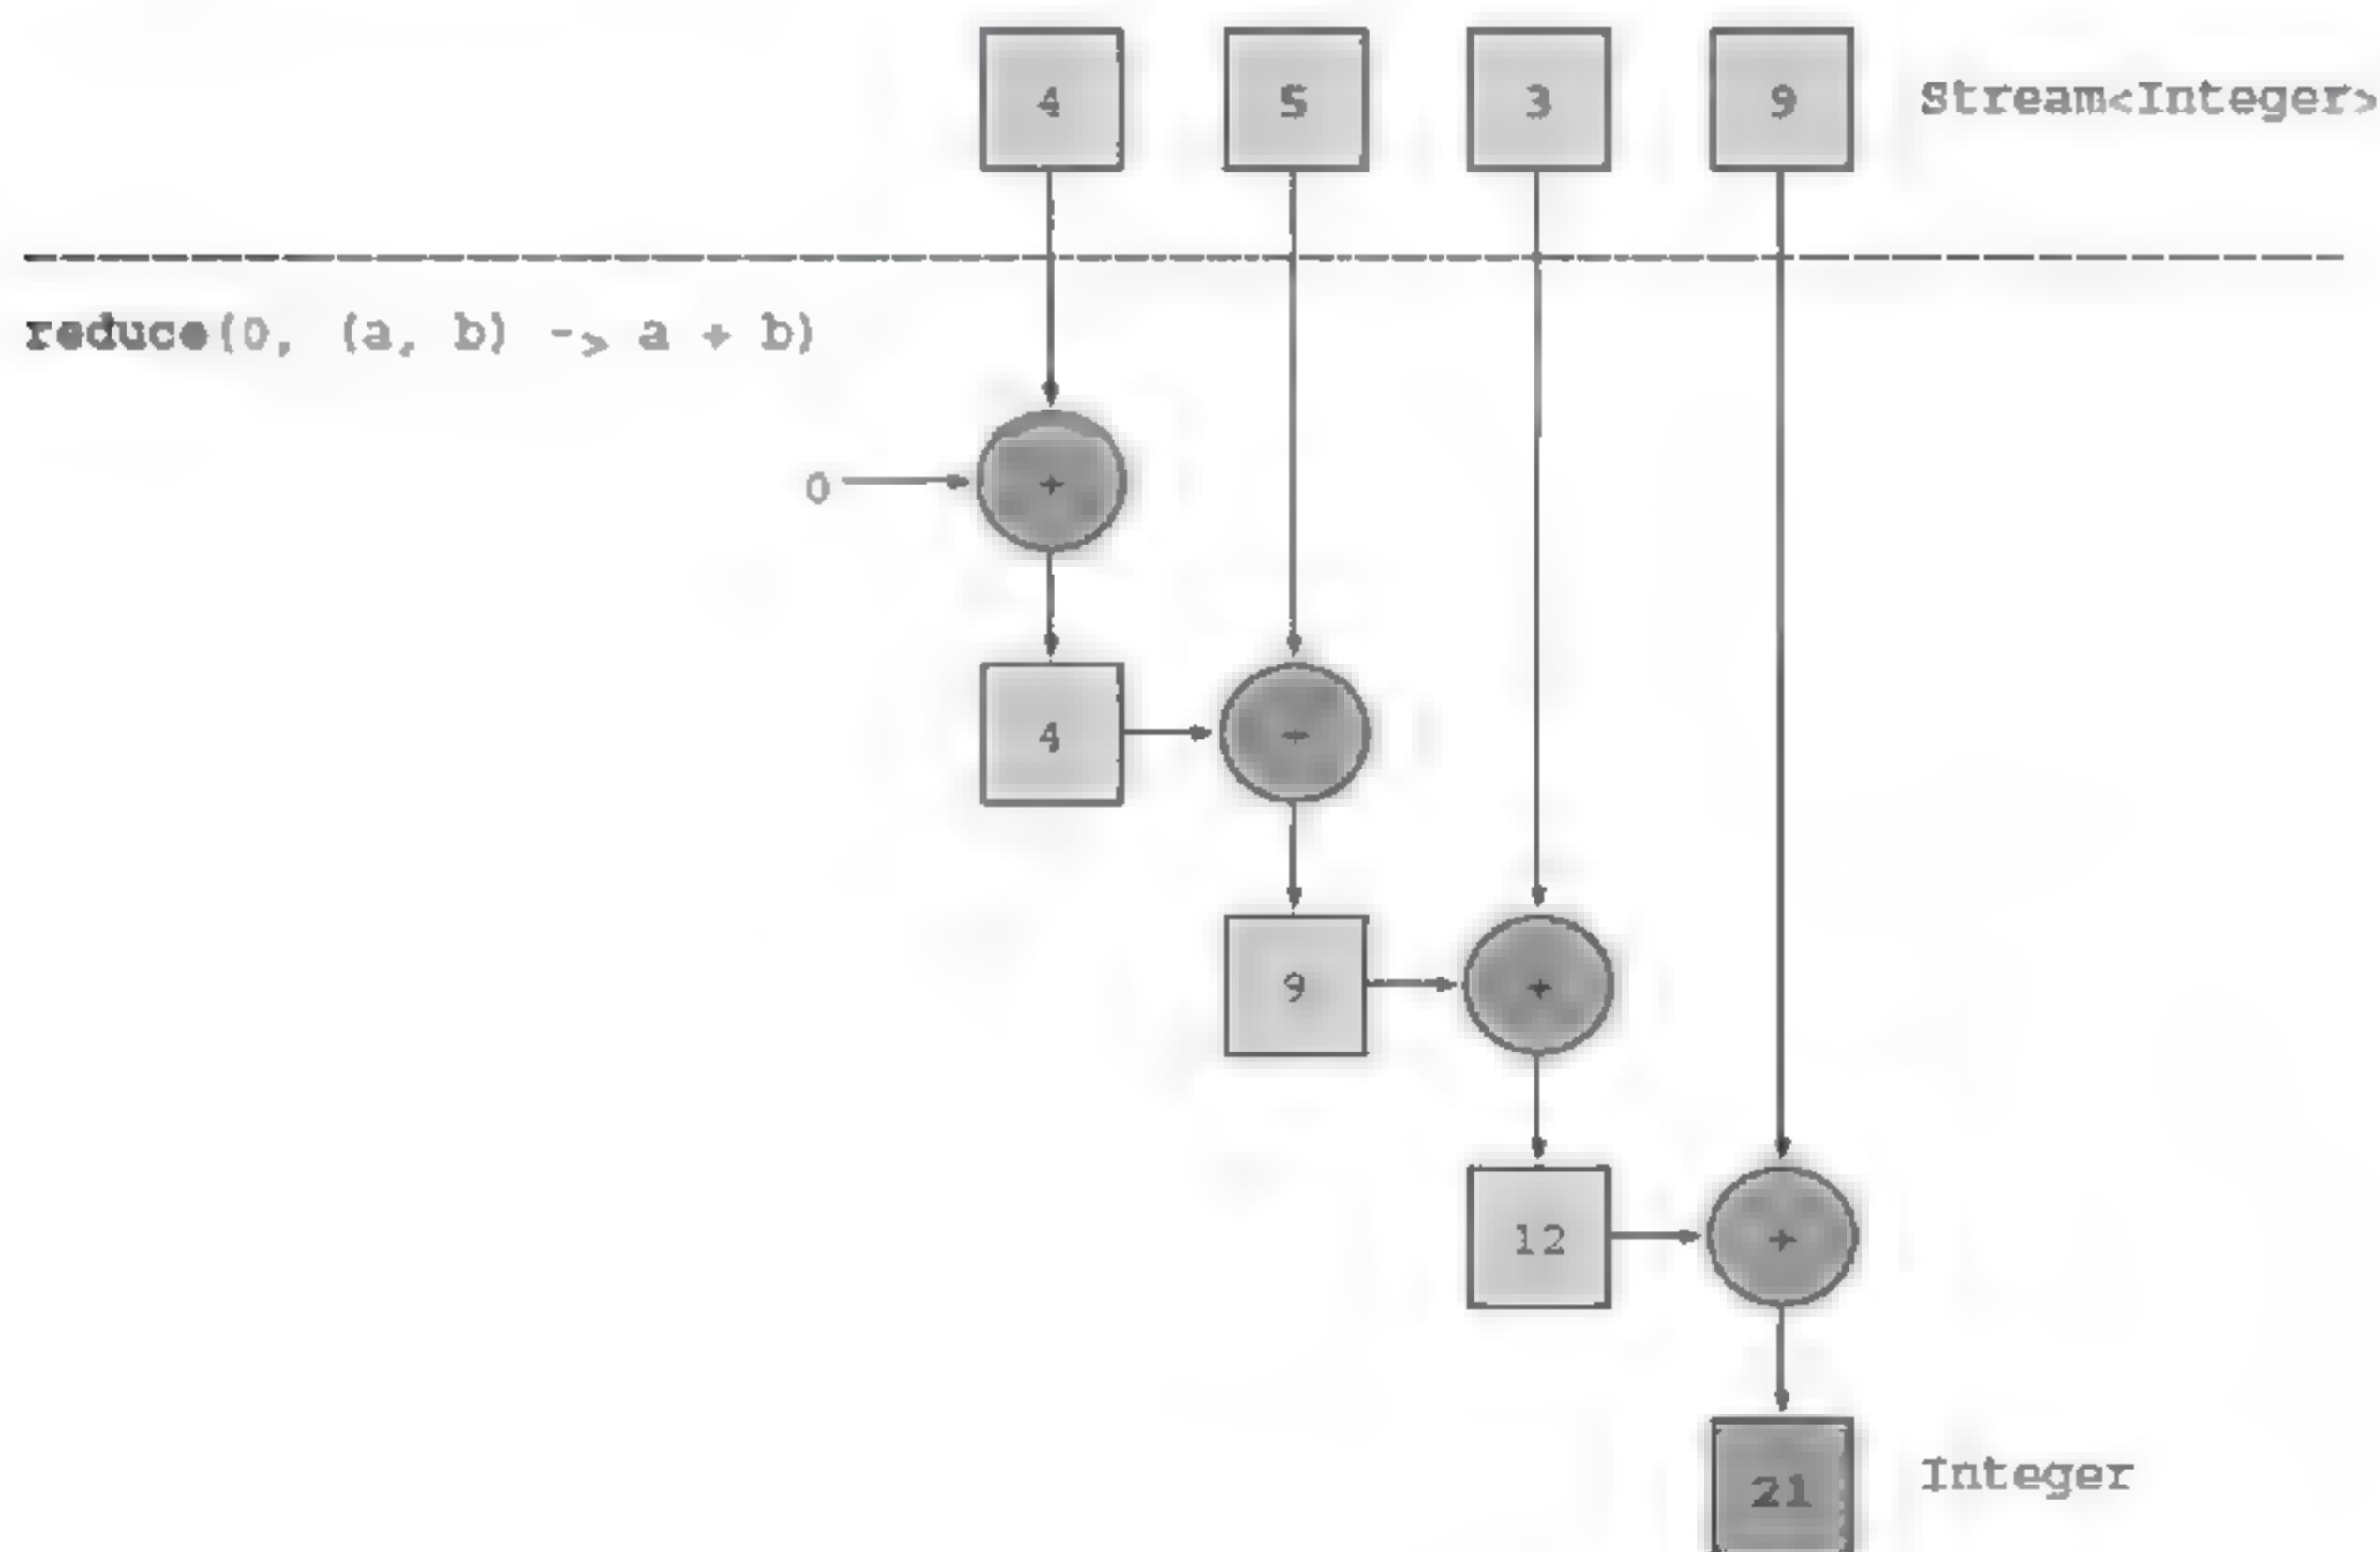 4 5 3 9 Stream<Integer>
reduce(0, (a, b) -> a + b)
0 +
4 +
9 +
12 +
21 Integer